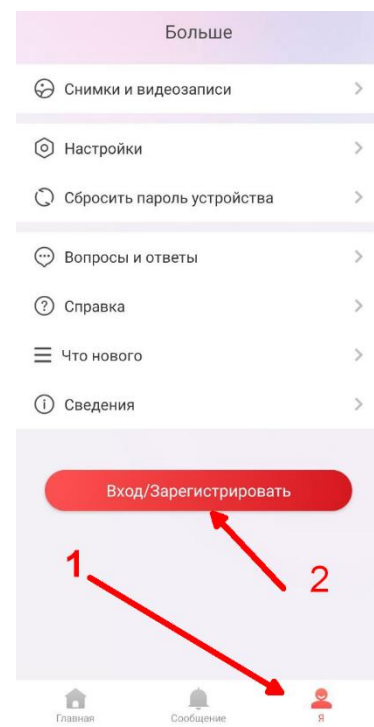 Больше
Снимки и видеозаписи
Настройки
Сбросить пароль устройства
Вопросы и ответы
Справка
Что нового
Сведения
Вход/Зарегистрировать
1
2
Главная
Сообщение
Я